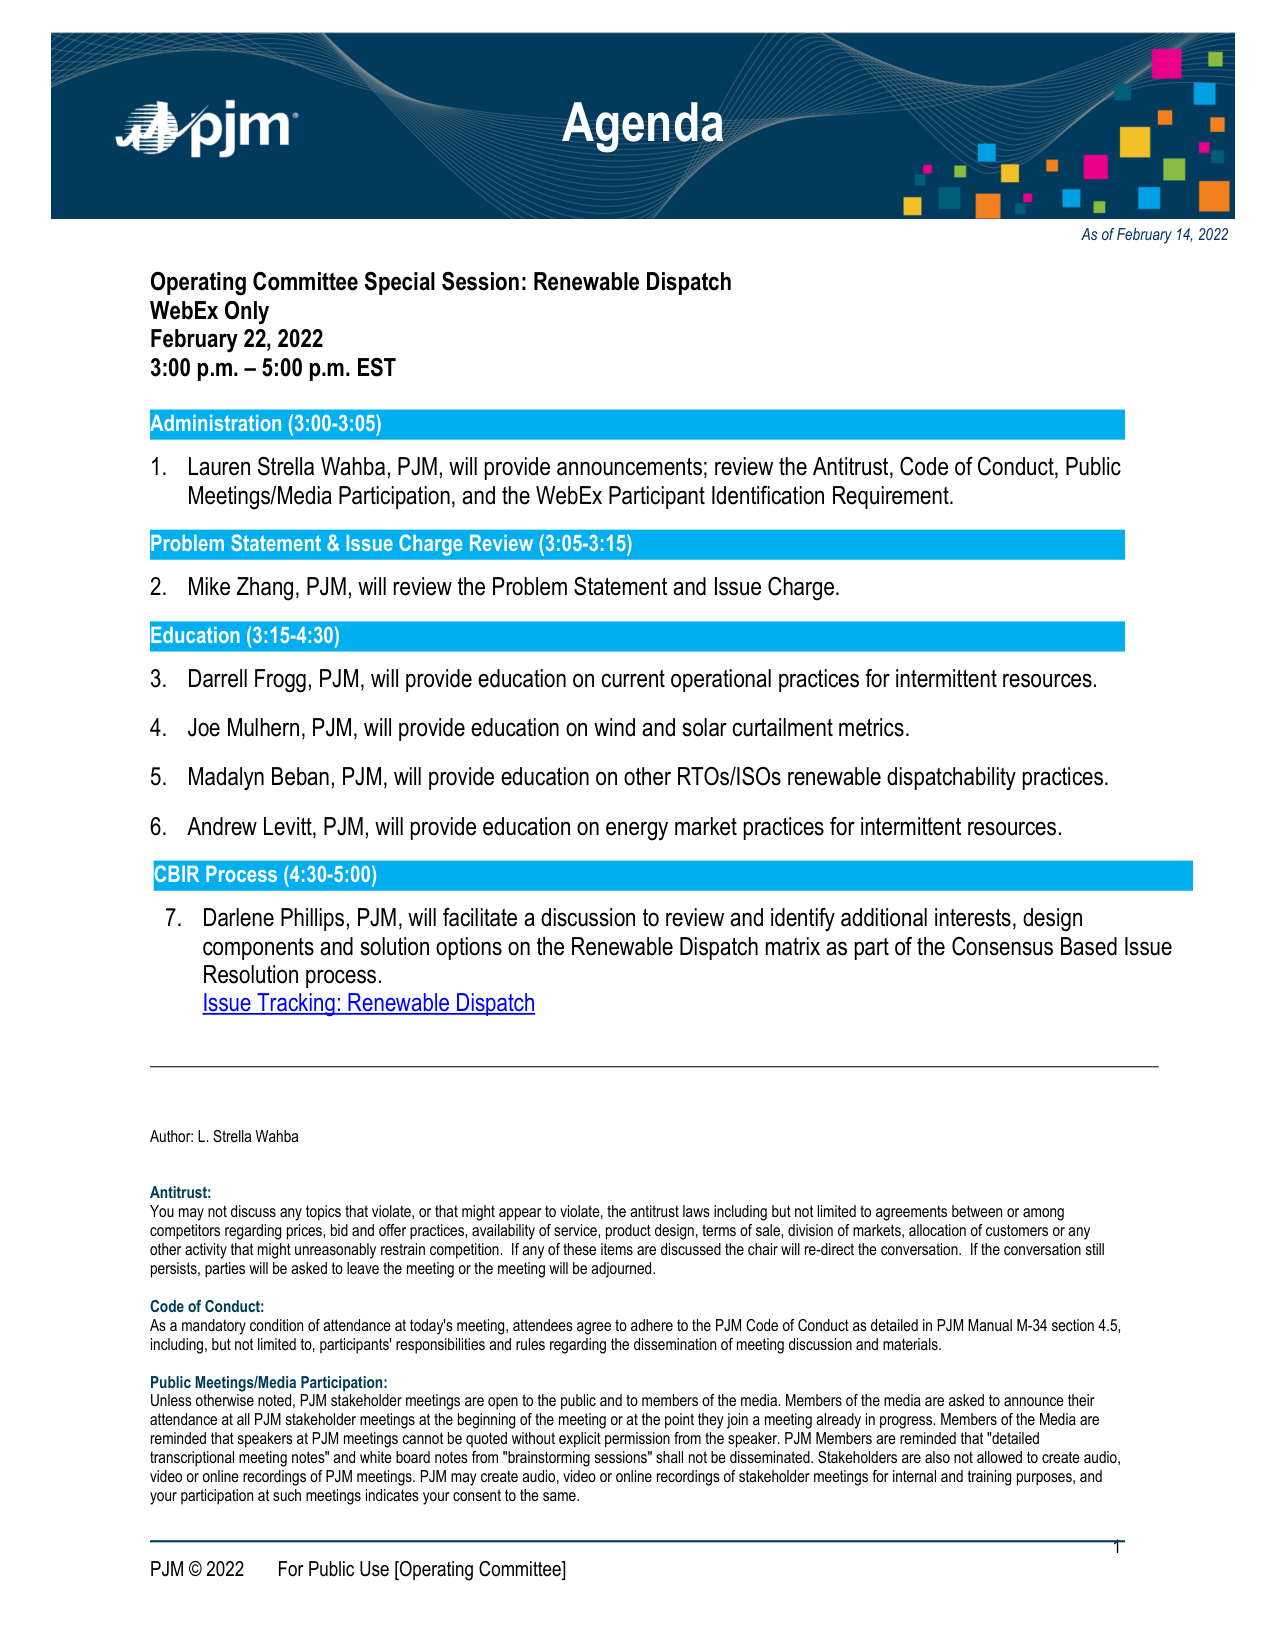 pjm®
Agenda
As of February 14, 2022
Operating Committee Special Session: Renewable Dispatch
WebEx Only
February 22, 2022
3:00 p.m. – 5:00 p.m. EST
Administration (3:00-3:05)
1. Lauren Strella Wahba, PJM, will provide announcements; review the Antitrust, Code of Conduct, Public
Meetings/Media Participation, and the WebEx Participant Identification Requirement.
Problem Statement & Issue Charge Review (3:05-3:15)
2. Mike Zhang, PJM, will review the Problem Statement and Issue Charge.
Education (3:15-4:30)
3. Darrell Frogg, PJM, will provide education on current operational practices for intermittent resources.
4. Joe Mulhern, PJM, will provide education on wind and solar curtailment metrics.
5. Madalyn Beban, PJM, will provide education on other RTOs/ISOs renewable dispatchability practices.
6. Andrew Levitt, PJM, will provide education on energy market practices for intermittent resources.
CBIR Process (4:30-5:00)
7. Darlene Phillips, PJM, will facilitate a discussion to review and identify additional interests, design
components and solution options on the Renewable Dispatch matrix as part of the Consensus Based Issue
Resolution process.
Issue Tracking: Renewable Dispatch
Author: L. Strella Wahba
Antitrust:
You may not discuss any topics that violate, or that might appear to violate, the antitrust laws including but not limited to agreements between or among
competitors regarding prices, bid and offer practices, availability of service, product design, terms of sale, division of markets, allocation of customers or any
other activity that might unreasonably restrain competition.  If any of these items are discussed the chair will re-direct the conversation.  If the conversation still
persists, parties will be asked to leave the meeting or the meeting will be adjourned.
Code of Conduct:
As a mandatory condition of attendance at today's meeting, attendees agree to adhere to the PJM Code of Conduct as detailed in PJM Manual M-34 section 4.5,
including, but not limited to, participants' responsibilities and rules regarding the dissemination of meeting discussion and materials.
Public Meetings/Media Participation:
Unless otherwise noted, PJM stakeholder meetings are open to the public and to members of the media. Members of the media are asked to announce their
attendance at all PJM stakeholder meetings at the beginning of the meeting or at the point they join a meeting already in progress. Members of the Media are
reminded that speakers at PJM meetings cannot be quoted without explicit permission from the speaker. PJM Members are reminded that "detailed
transcriptional meeting notes" and white board notes from "brainstorming sessions" shall not be disseminated. Stakeholders are also not allowed to create audio,
video or online recordings of PJM meetings. PJM may create audio, video or online recordings of stakeholder meetings for internal and training purposes, and
your participation at such meetings indicates your consent to the same.
1
PJM © 2022 For Public Use [Operating Committee]